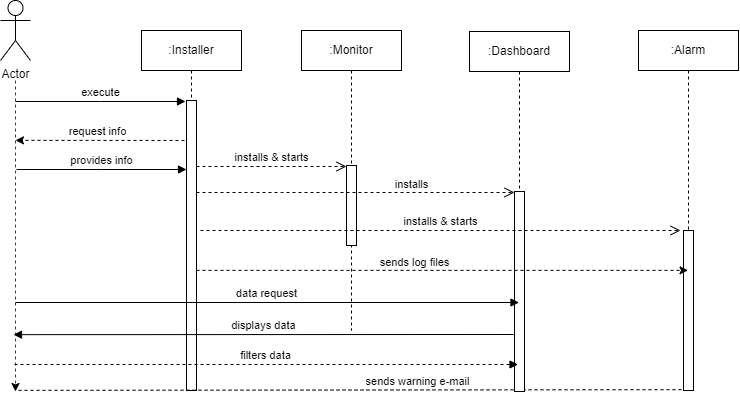 :Installer
:Monitor
:Dashboard
:Alarm
Actor
execute
request info
provides info
installs & starts
installs
installs & starts
sends log files
data request
displays data
filters data
sends warning e-mail